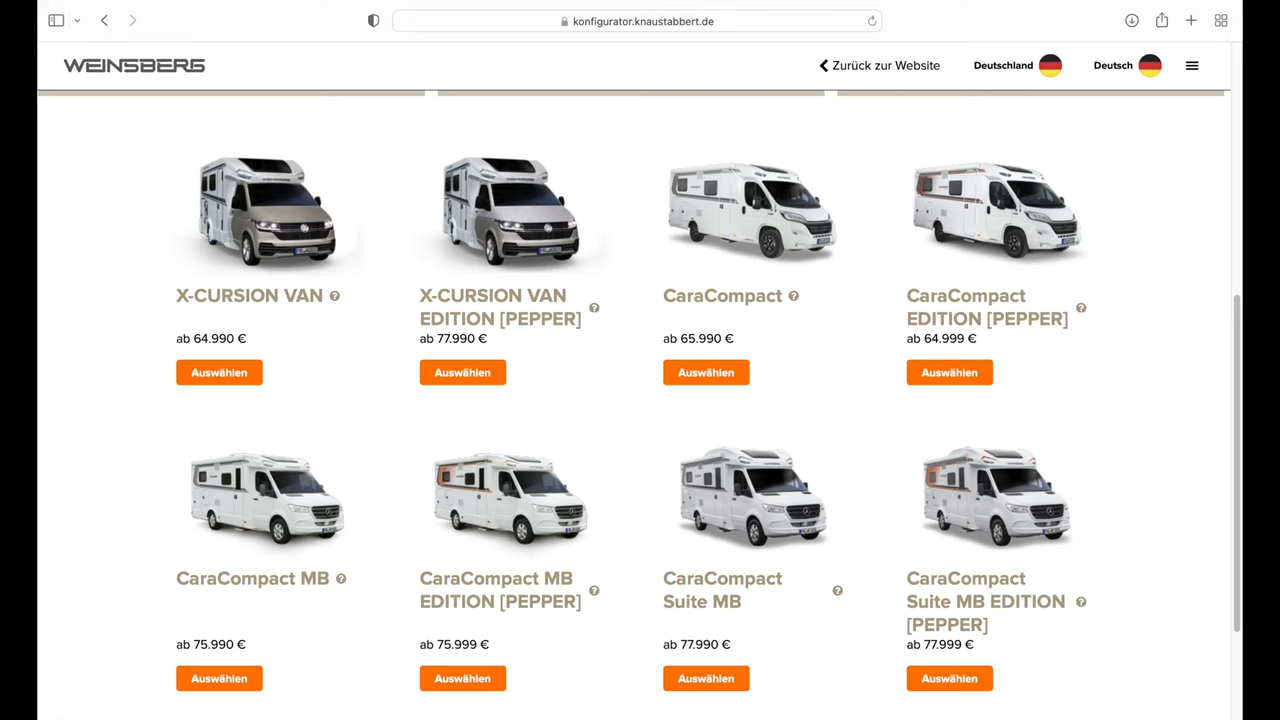 konfigurator.knaustabbert.de
WEINSBERG
Zurück zur Website
Deutschland
Deutsch
X-CURSION VAN
ab 64.990 €
Auswählen
X-CURSION VAN
EDITION [PEPPER]
ab 77.990 €
Auswählen
CaraCompact
ab 65.990 €
Auswählen
CaraCompact
EDITION [PEPPER]
ab 64.999 €
Auswählen
CaraCompact MB
ab 75.990 €
Auswählen
CaraCompact MB
EDITION [PEPPER]
ab 75.999 €
Auswählen
CaraCompact
Suite MB
ab 77.990 €
Auswählen
CaraCompact
Suite MB EDITION
[PEPPER]
ab 77.999 €
Auswählen